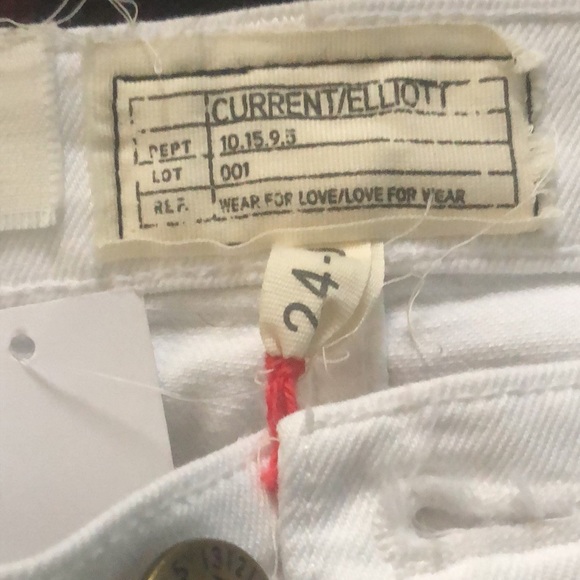 CURRENT/ELLIOTT
DEPT 10.15.9.5
LOT 001
REF. WEAR FOR LOVE/LOVE FOR WEAR
24-